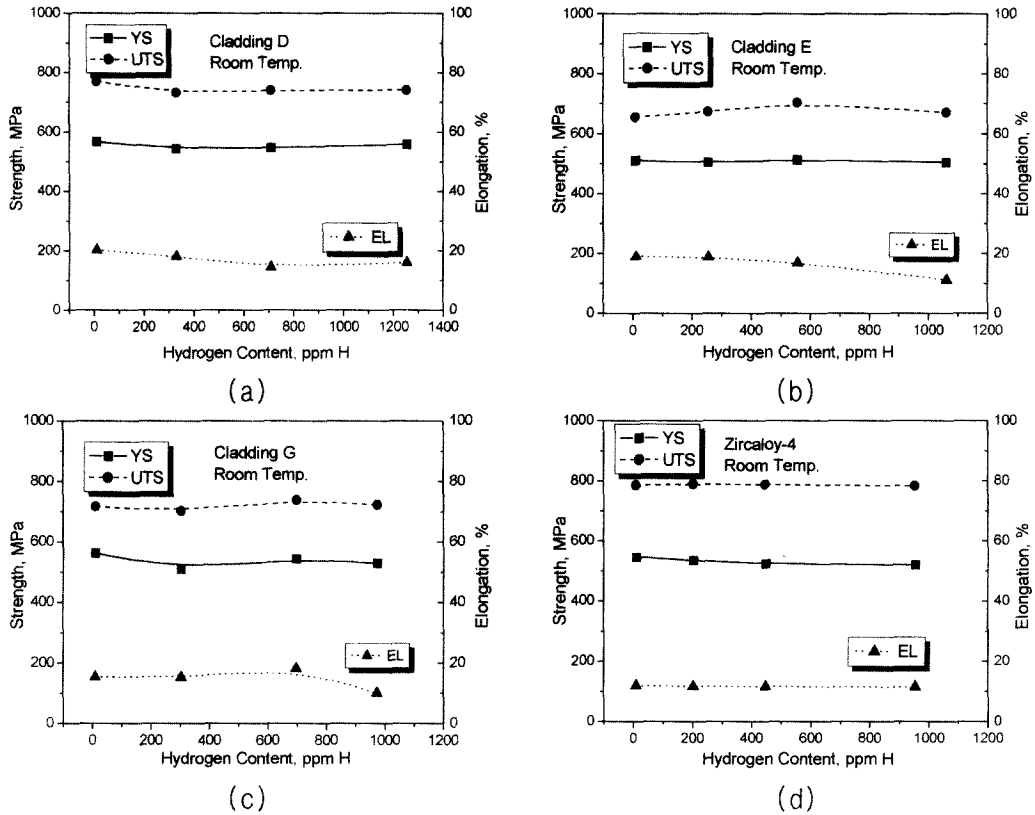 1000
800
600
400
200
0
Strength, MPa
YS
UTS
Cladding D
Room Temp.
EL
100
80
60
40
20
0
Elongation, %
0 200 400 600 800 1000 1200 1400
Hydrogen Content, ppm H
(a)
1000
800
600
400
200
0
Strength, MPa
YS
UTS
Cladding E
Room Temp.
EL
100
80
60
40
20
0
Elongation, %
0 200 400 600 800 1000 1200
Hydrogen Content, ppm H
(b)
1000
800
600
400
200
0
Strength, MPa
YS
UTS
Cladding G
Room Temp.
EL
100
80
60
40
20
0
Elongation, %
0 200 400 600 800 1000 1200
Hydrogen Content, ppm H
(c)
1000
800
600
400
200
0
Strength, MPa
YS
UTS
Zircaloy-4
Room Temp.
EL
100
80
60
40
20
0
Elongation, %
0 200 400 600 800 1000 1200
Hydrogen Content, ppm H
(d)